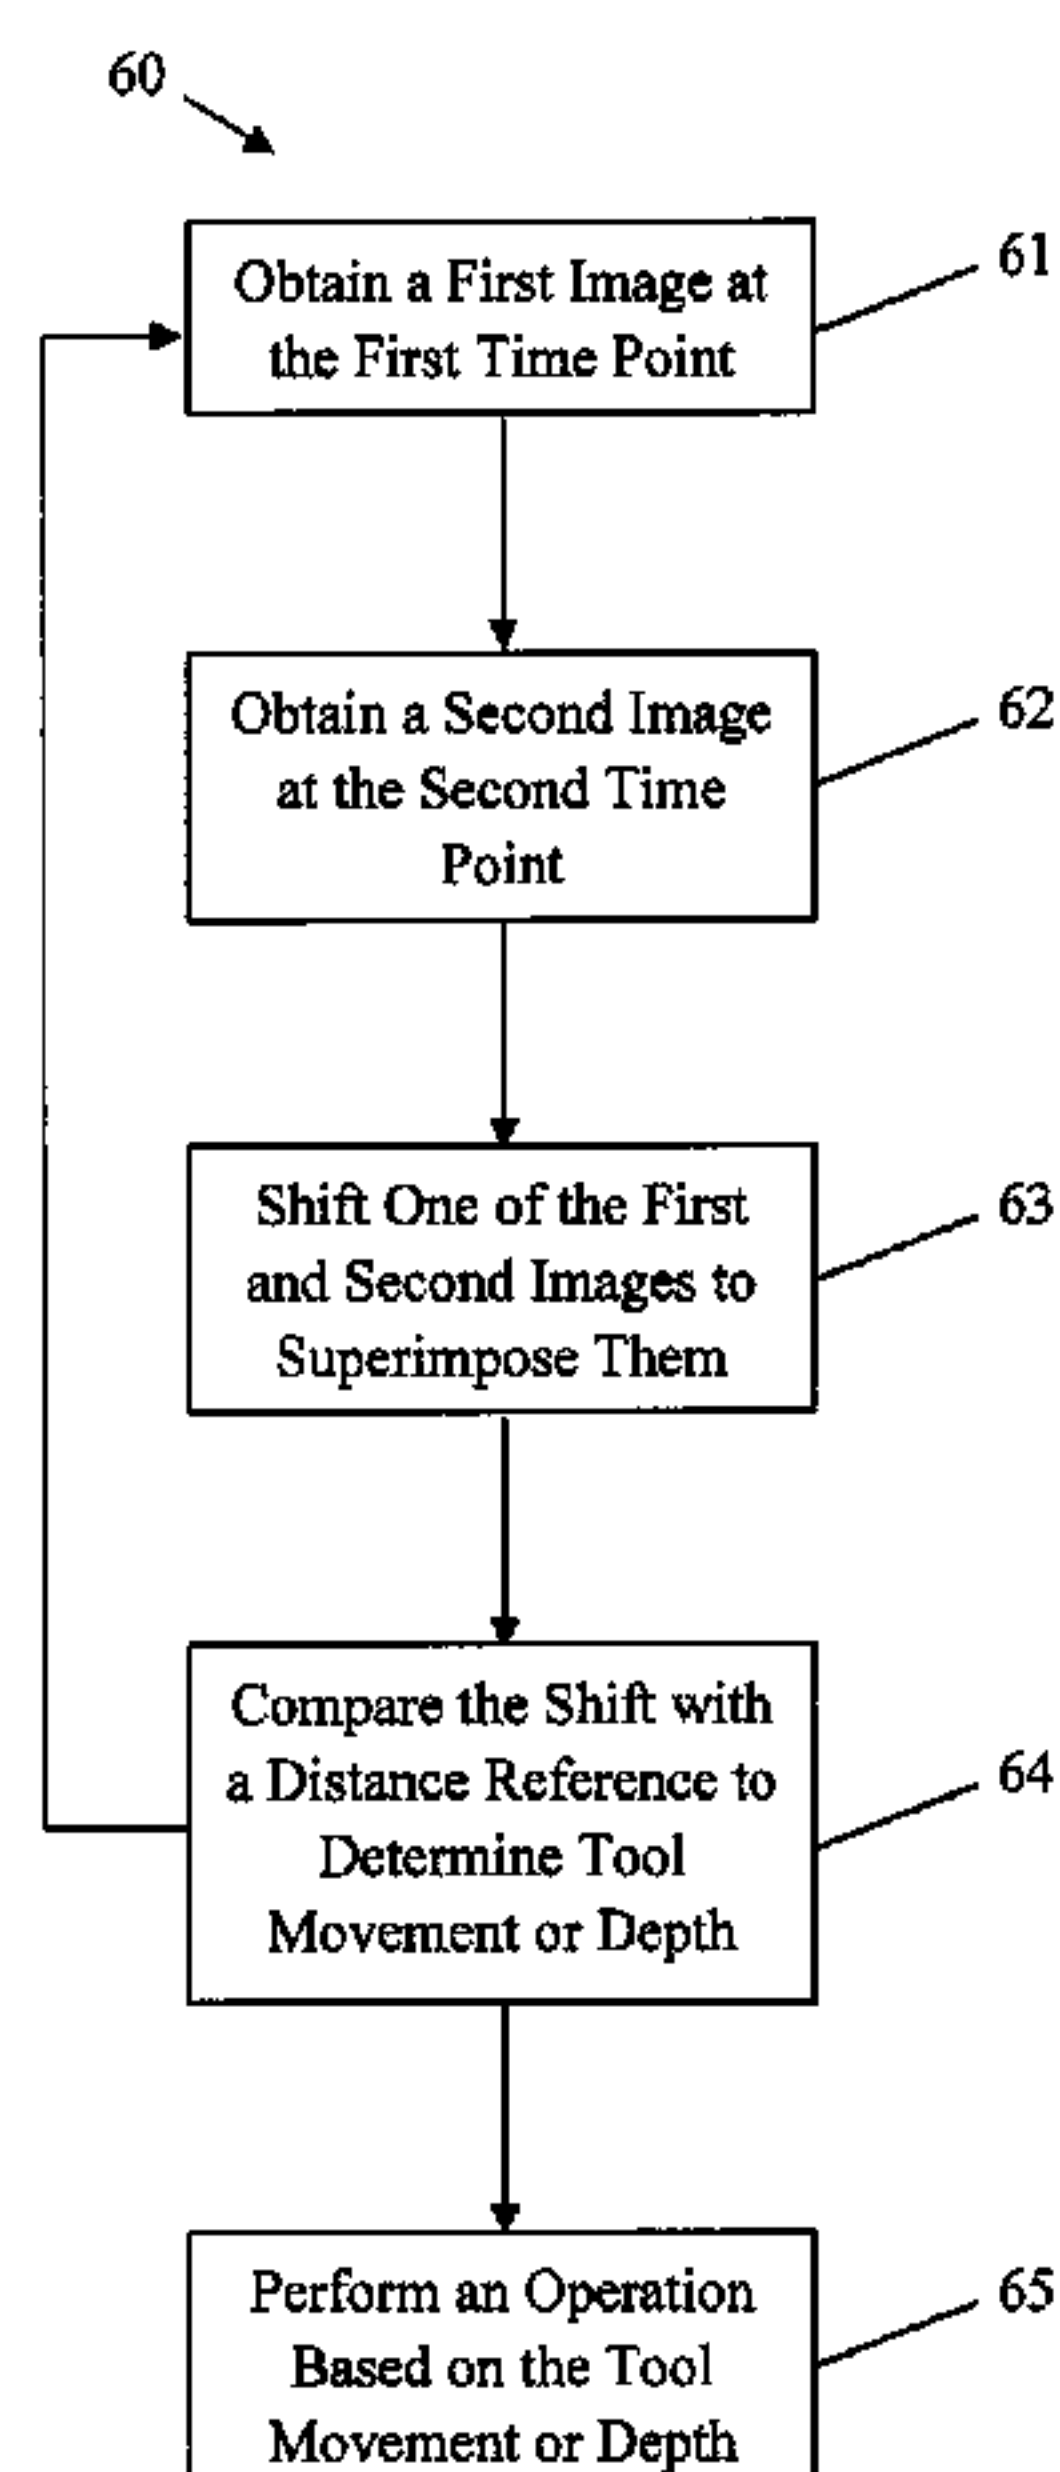 60
Obtain a First Image at
the First Time Point
61
Obtain a Second Image
at the Second Time
Point
62
Shift One of the First
and Second Images to
Superimpose Them
63
Compare the Shift with
a Distance Reference to
Determine Tool
Movement or Depth
64
Perform an Operation
Based on the Tool
Movement or Depth
65